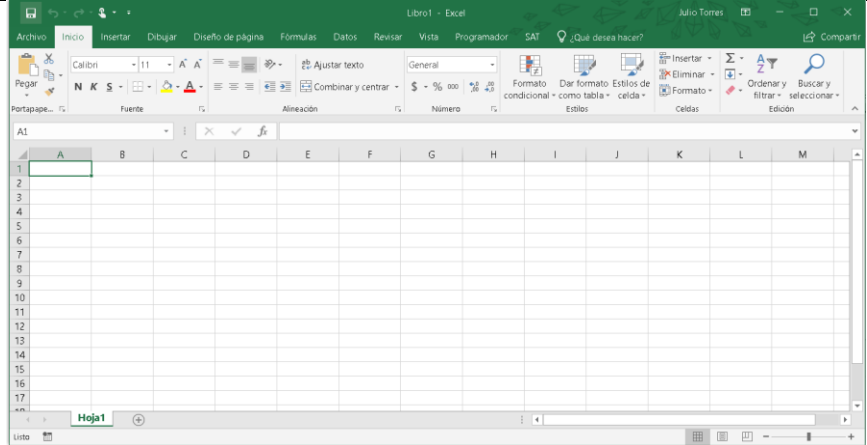 Libro1 - Excel
Julio Torres
Archivo Inicio Insertar Dibujar Diseño de página Fórmulas Datos Revisar Vista Programador SAT ¿Qué desea hacer? Compartir
Pegar
Calibri 11
N K S A
Ajustar texto
Combinar y centrar
General
$ % 000
Formato condicional
Dar formato como tabla
Estilos de celda
Insertar
Eliminar
Formato
Σ
Ordenar y filtrar
Buscar y seleccionar
Portapape... Fuente Alineación Número Estilos Celdas Edición
A1 fx
A B C D E F G H I J K L M
1
2
3
4
5
6
7
8
9
10
11
12
13
14
15
16
17
Hoja1
Listo